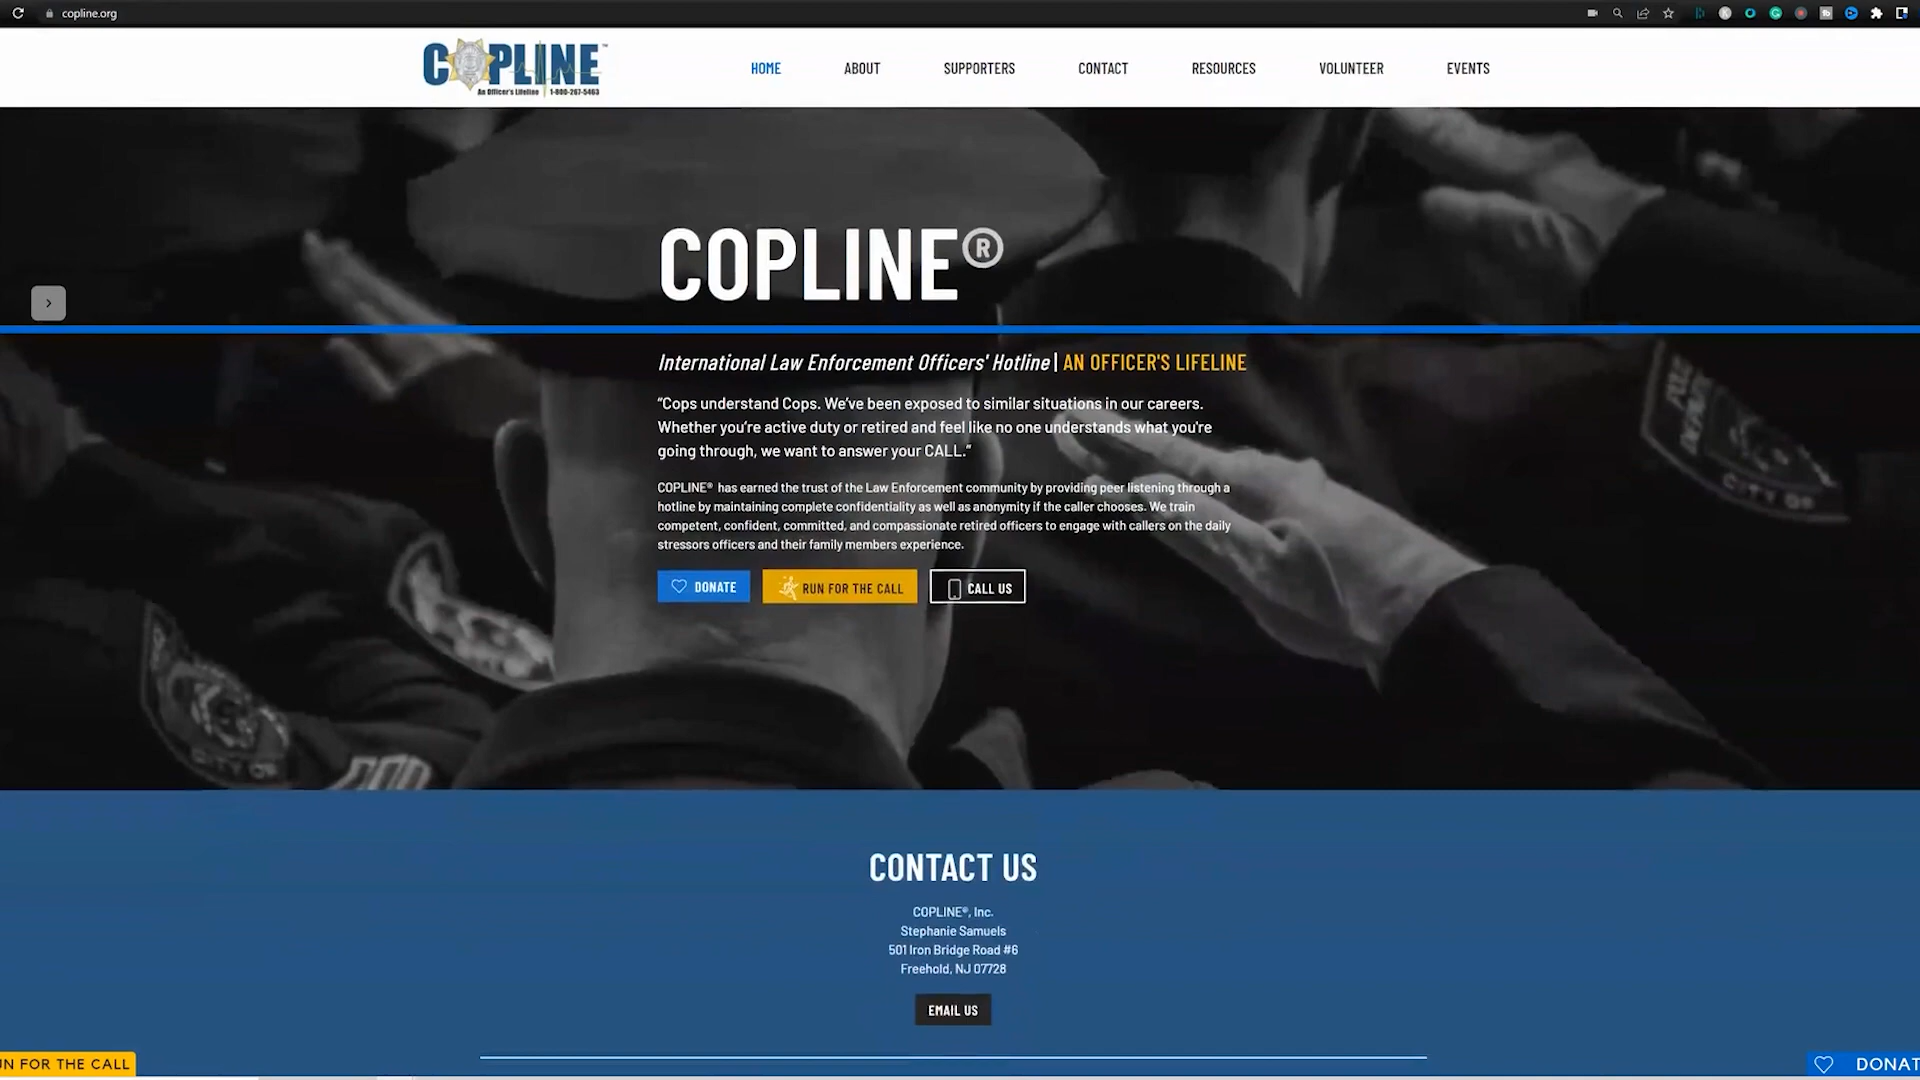 copline.org
COPLINE™
An Officer's Lifeline 1-800-267-5463
HOME
ABOUT
SUPPORTERS
CONTACT
RESOURCES
VOLUNTEER
EVENTS
COPLINE®
International Law Enforcement Officers' Hotline | AN OFFICER'S LIFELINE
“Cops understand Cops. We’ve been exposed to similar situations in our careers.
Whether you’re active duty or retired and feel like no one understands what you're
going through, we want to answer your CALL.”
COPLINE® has earned the trust of the Law Enforcement community by providing peer listening through a
hotline by maintaining complete confidentiality as well as anonymity if the caller chooses. We train
competent, confident, committed, and compassionate retired officers to engage with callers on the daily
stressors officers and their family members experience.
DONATE
RUN FOR THE CALL
CALL US
CITY OF
CITY OF
CONTACT US
COPLINE®, Inc.
Stephanie Samuels
501 Iron Bridge Road #6
Freehold, NJ 07728
EMAIL US
UN FOR THE CALL
DONAT